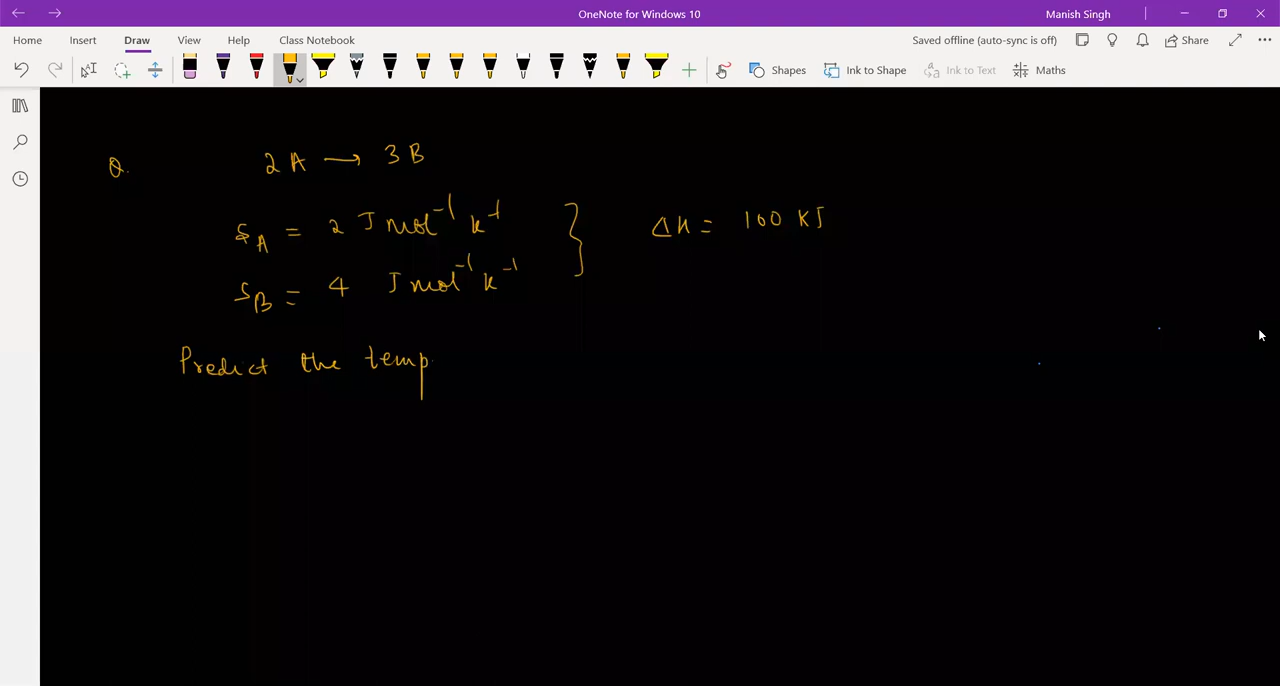 OneNote for Windows 10
Manish Singh
Home Insert Draw View Help Class Notebook
Saved offline (auto-sync is off) Share
Shapes Ink to Shape Ink to Text Maths
Q. 2A → 3B
S_A = 2 J mol⁻¹ K⁻¹ } ΔH = 100 KJ
S_B = 4 J mol⁻¹ K⁻¹
Predict the temp